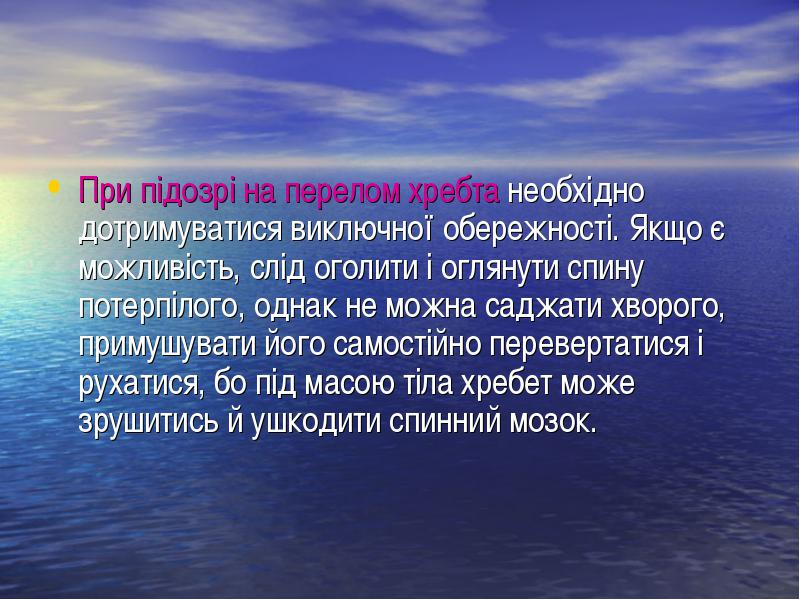 • При підозрі на перелом хребта необхідно
дотримуватися виключної обережності. Якщо є
можливість, слід оголити і оглянути спину
потерпілого, однак не можна саджати хворого,
примушувати його самостійно перевертатися і
рухатися, бо під масою тіла хребет може
зрушитись й ушкодити спинний мозок.